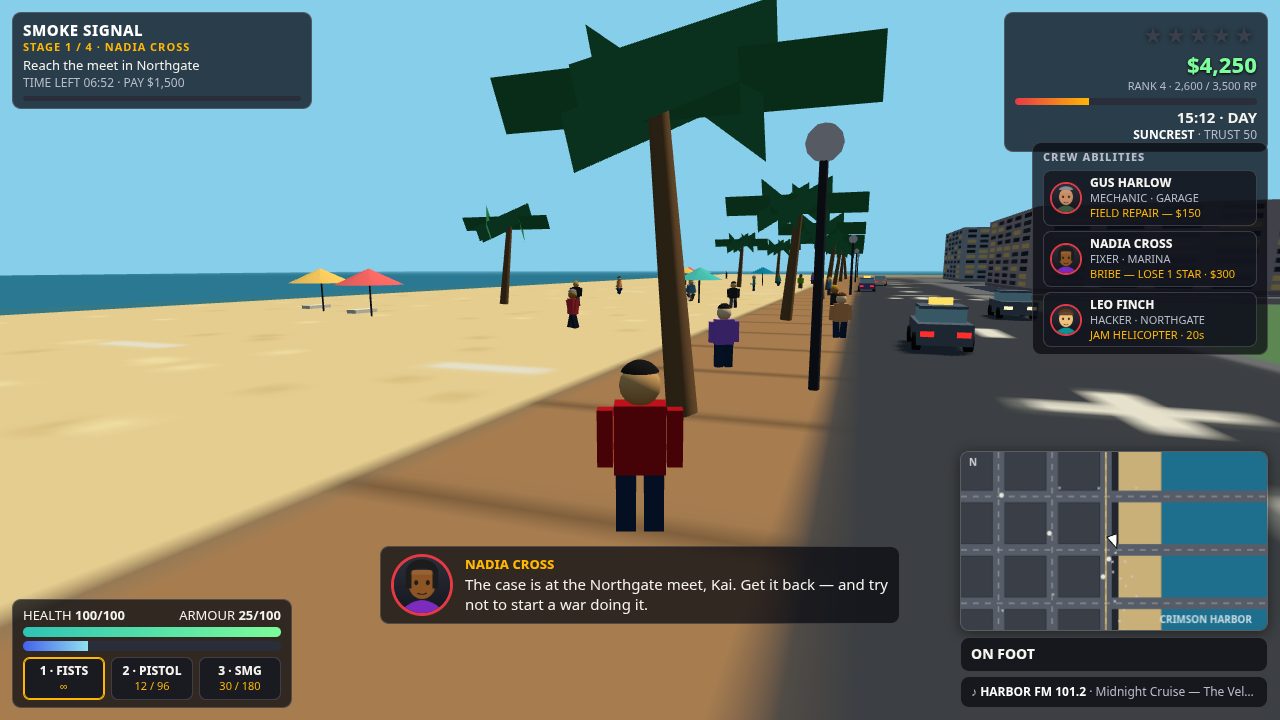 SMOKE SIGNAL
STAGE 1 / 4 · NADIA CROSS
Reach the meet in Northgate
TIME LEFT 06:52 · PAY $1,500
★★★★★
$4,250
RANK 4 · 2,600 / 3,500 RP
15:12 · DAY
SUNCREST · TRUST 50
CREW ABILITIES
GUS HARLOW
MECHANIC · GARAGE
FIELD REPAIR — $150
NADIA CROSS
FIXER · MARINA
BRIBE — LOSE 1 STAR · $300
LEO FINCH
HACKER · NORTHGATE
JAM HELICOPTER · 20s
N
CRIMSON HARBOR
NADIA CROSS
The case is at the Northgate meet, Kai. Get it back — and try
not to start a war doing it.
HEALTH 100/100 ARMOUR 25/100
1 · FISTS
∞
2 · PISTOL
12 / 96
3 · SMG
30 / 180
ON FOOT
♪ HARBOR FM 101.2 · Midnight Cruise — The Vel...